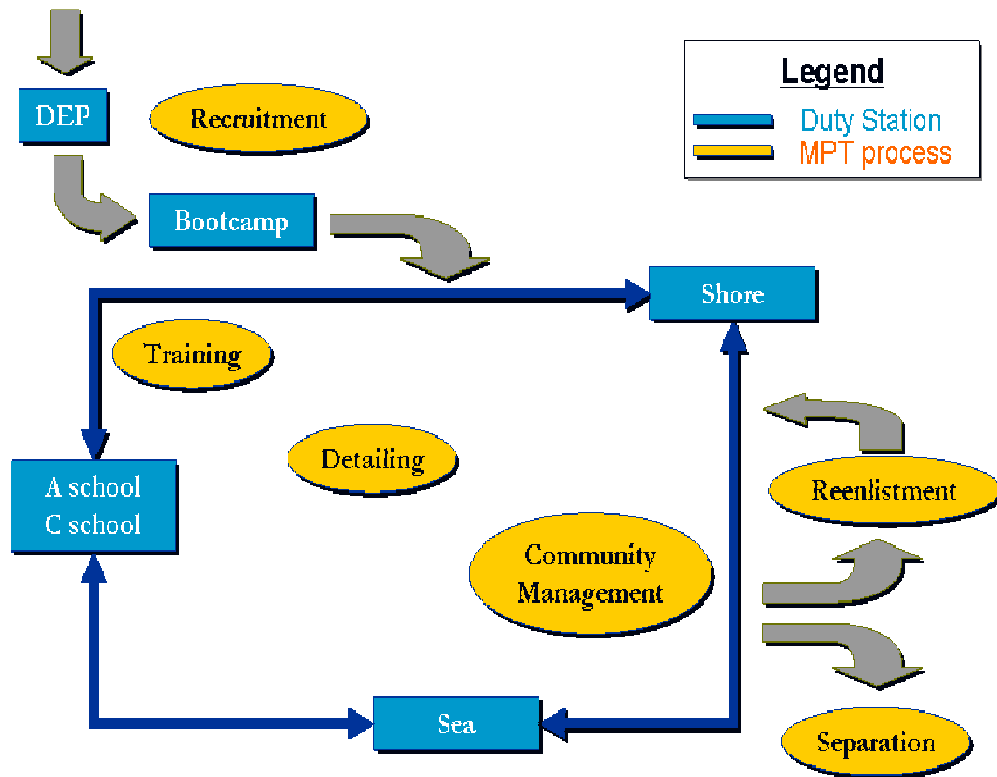 Legend
Duty Station
MPT process
DEP
Recruitment
Bootcamp
Shore
Training
Detailing
A school
C school
Reenlistment
Community
Management
Sea
Separation